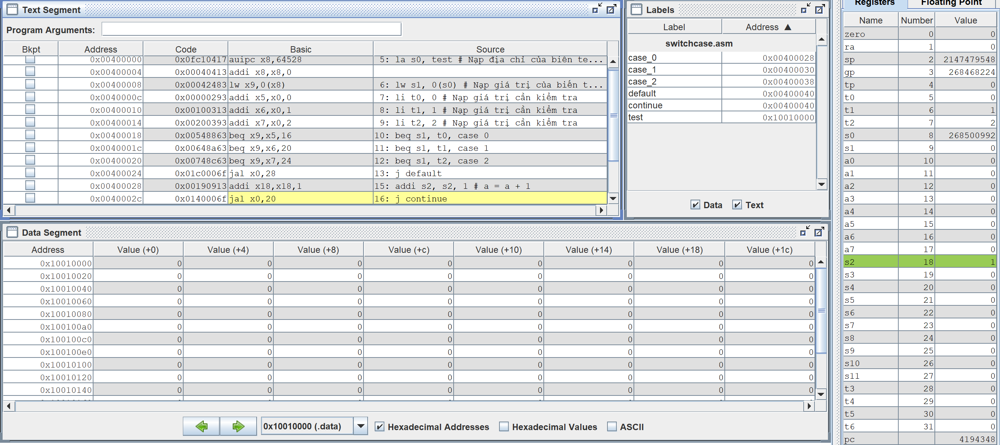 Text Segment
Program Arguments:
Bkpt Address Code Basic Source
0x00400000 0x0fc10417 auipc x8,64528 5: la s0, test # Nạp địa chỉ của biên te...
0x00400004 0x00040413 addi x8,x8,0
0x00400008 0x00042483 lw x9,0(x8) 6: lw s1, 0(s0) # Nạp giá trị của biến t...
0x0040000c 0x00000293 addi x5,x0,0 7: li t0, 0 # Nạp giá trị cần kiểm tra
0x00400010 0x00100313 addi x6,x0,1 8: li t1, 1 # Nạp giá trị cần kiểm tra
0x00400014 0x00200393 addi x7,x0,2 9: li t2, 2 # Nạp giá trị cần kiểm tra
0x00400018 0x00548863 beq x9,x5,16 10: beq s1, t0, case 0
0x0040001c 0x00648a63 beq x9,x6,20 11: beq s1, t1, case 1
0x00400020 0x00748c63 beq x9,x7,24 12: beq s1, t2, case 2
0x00400024 0x01c0006f jal x0,28 13: j default
0x00400028 0x00190913 addi x18,x18,1 15: addi s2, s2, 1 # a = a + 1
0x0040002c 0x0140006f jal x0,20 16: j continue
Labels
Label Address ▲
switchcase.asm
case_0 0x00400028
case_1 0x00400030
case_2 0x00400038
default 0x00400040
continue 0x00400040
test 0x10010000
Data Text
Data Segment
Address Value (+0) Value (+4) Value (+8) Value (+c) Value (+10) Value (+14) Value (+18) Value (+1c)
0x10010000 0 0 0 0 0 0 0 0
0x10010020 0 0 0 0 0 0 0 0
0x10010040 0 0 0 0 0 0 0 0
0x10010060 0 0 0 0 0 0 0 0
0x10010080 0 0 0 0 0 0 0 0
0x100100a0 0 0 0 0 0 0 0 0
0x100100c0 0 0 0 0 0 0 0 0
0x100100e0 0 0 0 0 0 0 0 0
0x10010100 0 0 0 0 0 0 0 0
0x10010120 0 0 0 0 0 0 0 0
0x10010140 0 0 0 0 0 0 0 0
0x10010000 (.data) Hexadecimal Addresses Hexadecimal Values ASCII
Registers Floating Point
Name Number Value
zero 0 0
ra 1 0
sp 2 2147479548
gp 3 268468224
tp 4 0
t0 5 0
t1 6 1
t2 7 2
s0 8 268500992
s1 9 0
a0 10 0
a1 11 0
a2 12 0
a3 13 0
a4 14 0
a5 15 0
a6 16 0
a7 17 0
s2 18 1
s3 19 0
s4 20 0
s5 21 0
s6 22 0
s7 23 0
s8 24 0
s9 25 0
s10 26 0
s11 27 0
t3 28 0
t4 29 0
t5 30 0
t6 31 0
pc 4194348